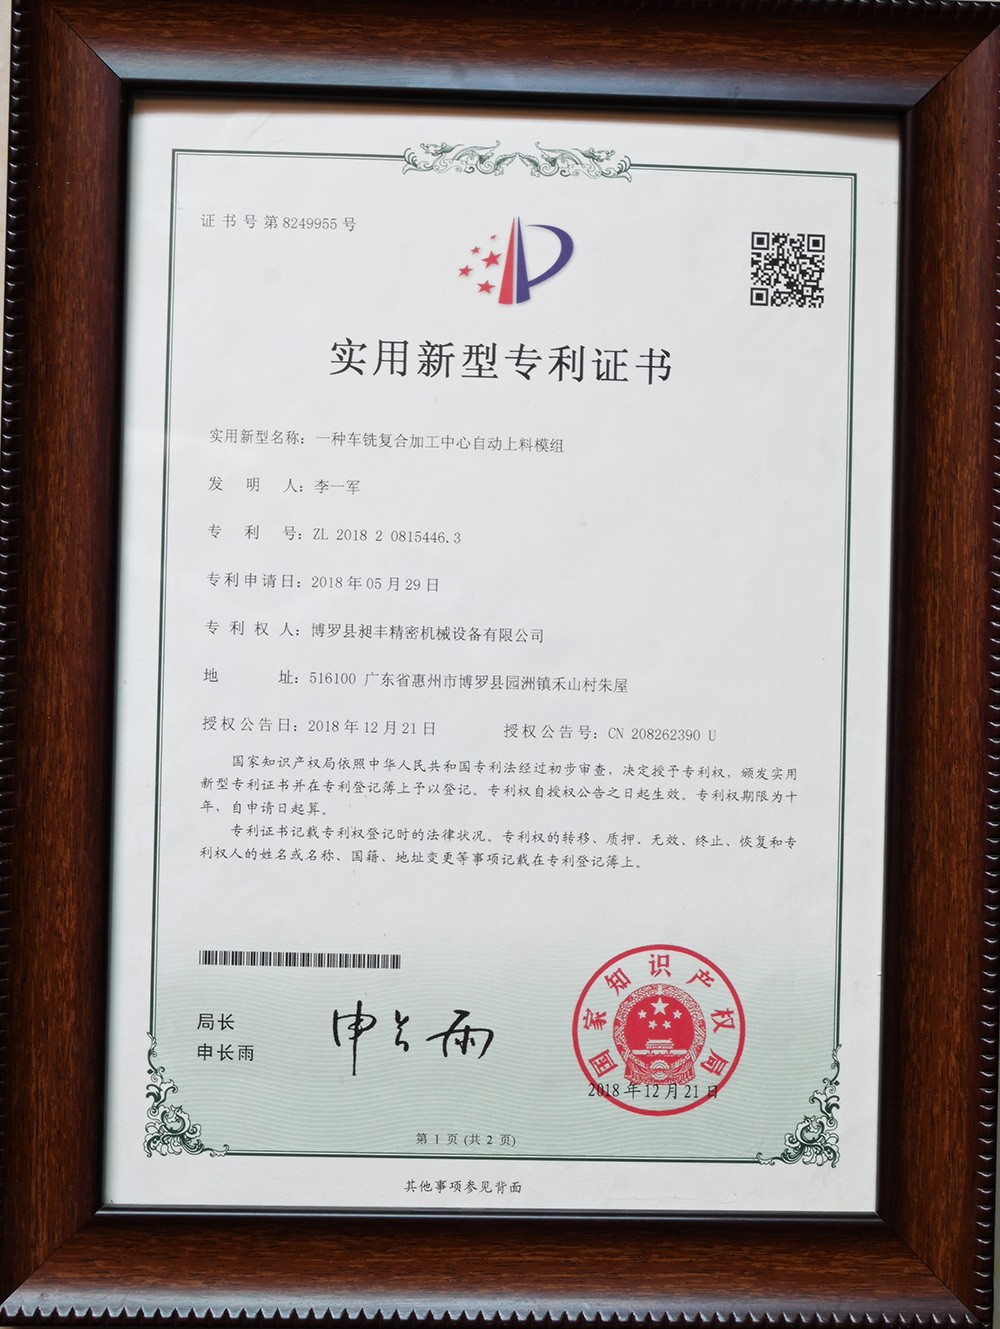 证书号第8249955号
实用新型专利证书
实用新型名称：一种车铣复合加工中心自动上料模组
发明人：李一军
专利号：ZL 2018 2 0815446.3
专利申请日：2018年05月29日
专利权人：博罗县昶丰精密机械设备有限公司
地址：516100 广东省惠州市博罗县园洲镇禾山村朱屋
授权公告日：2018年12月21日 授权公告号：CN 208262390 U
国家知识产权局依照中华人民共和国专利法经过初步审查，决定授予专利权，颁发实用
新型专利证书并在专利登记簿上予以登记。专利权自授权公告之日起生效。专利权期限为十
年，自申请日起算。
专利证书记载专利权登记时的法律状况。专利权的转移、质押、无效、终止、恢复和专
利权人的姓名或名称、国籍、地址变更等事项记载在专利登记簿上。
局长
申长雨
申长雨
国家知识产权局
2018年12月21日
第 1 页 (共 2 页)
其他事项参见背面